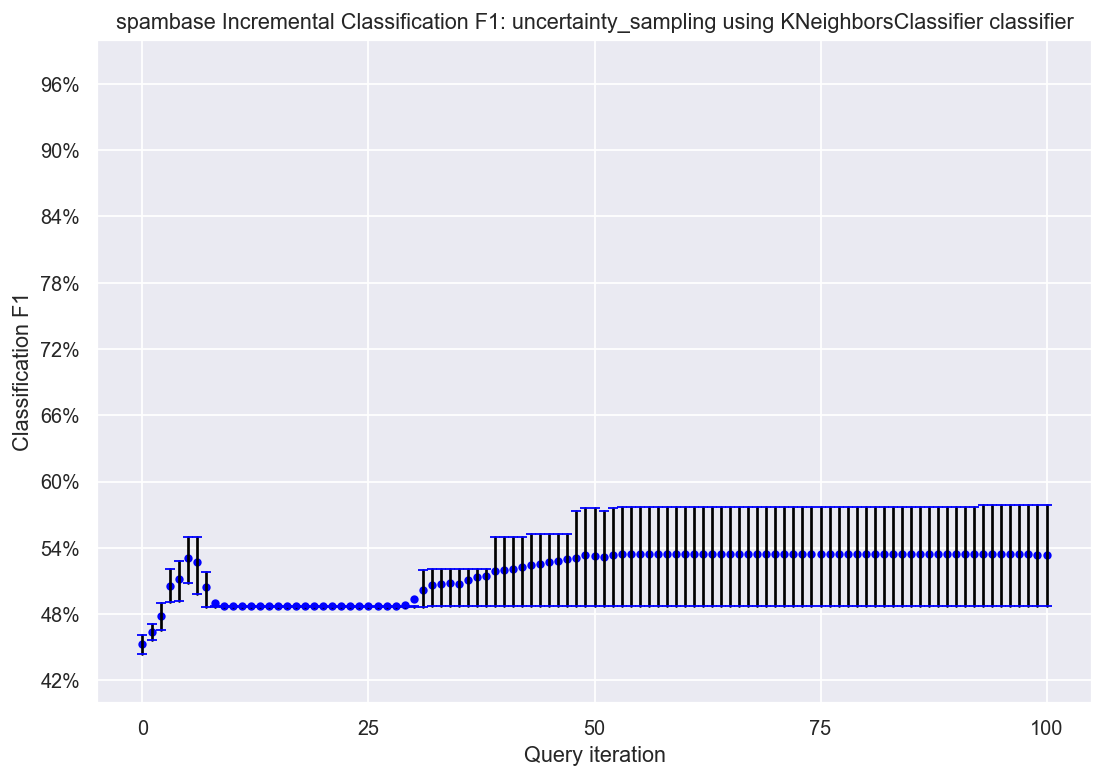 spambase Incremental Classification F1: uncertainty_sampling using KNeighborsClassifier classifier
96%
90%
84%
78%
72%
66%
60%
54%
48%
42%
Classification F1
0 25 50 75 100
Query iteration